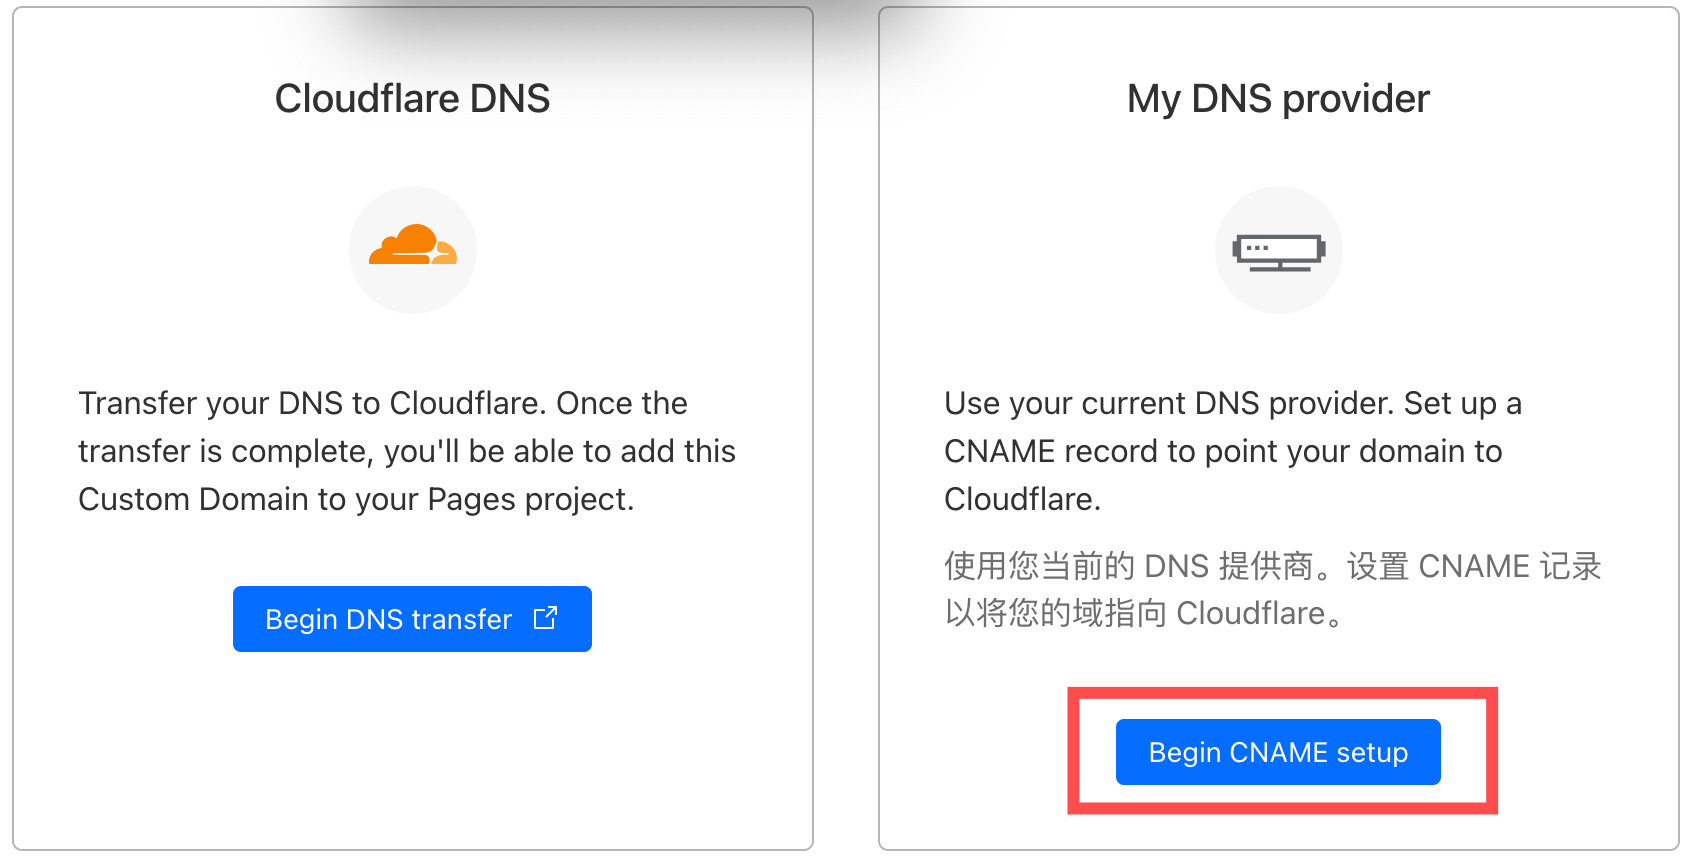 Cloudflare DNS
Transfer your DNS to Cloudflare. Once the
transfer is complete, you'll be able to add this
Custom Domain to your Pages project.
Begin DNS transfer
My DNS provider
Use your current DNS provider. Set up a
CNAME record to point your domain to
Cloudflare.
使用您当前的 DNS 提供商。设置 CNAME 记录
以将您的域指向 Cloudflare。
Begin CNAME setup